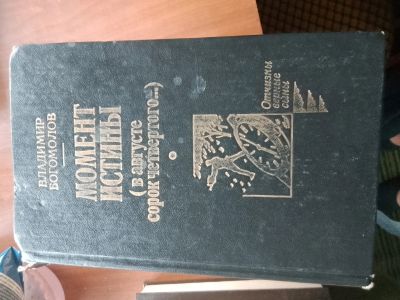 ВЛАДИМИР
БОГОМОЛОВ
МОМЕНТ
ИСТИНЫ
(в августе
сорок четвертого...)
Отчизны
верные
сыны